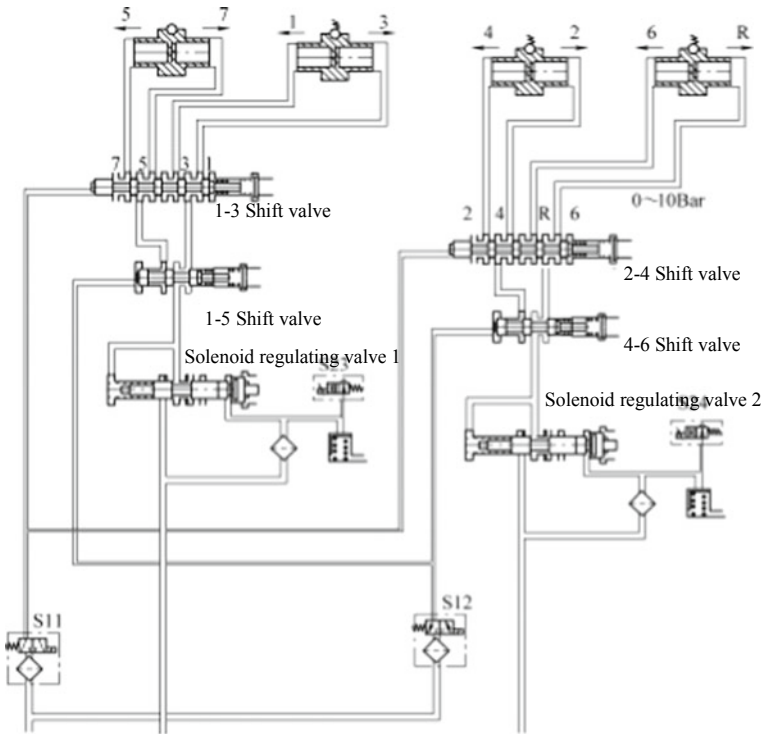 5 7
1 3
4 2
6 R
7 5 3 1
1-3 Shift valve
0~10Bar
2 4 R 6
2-4 Shift valve
1-5 Shift valve
4-6 Shift valve
Solenoid regulating valve 1
S23
Solenoid regulating valve 2
S24
S11
S12